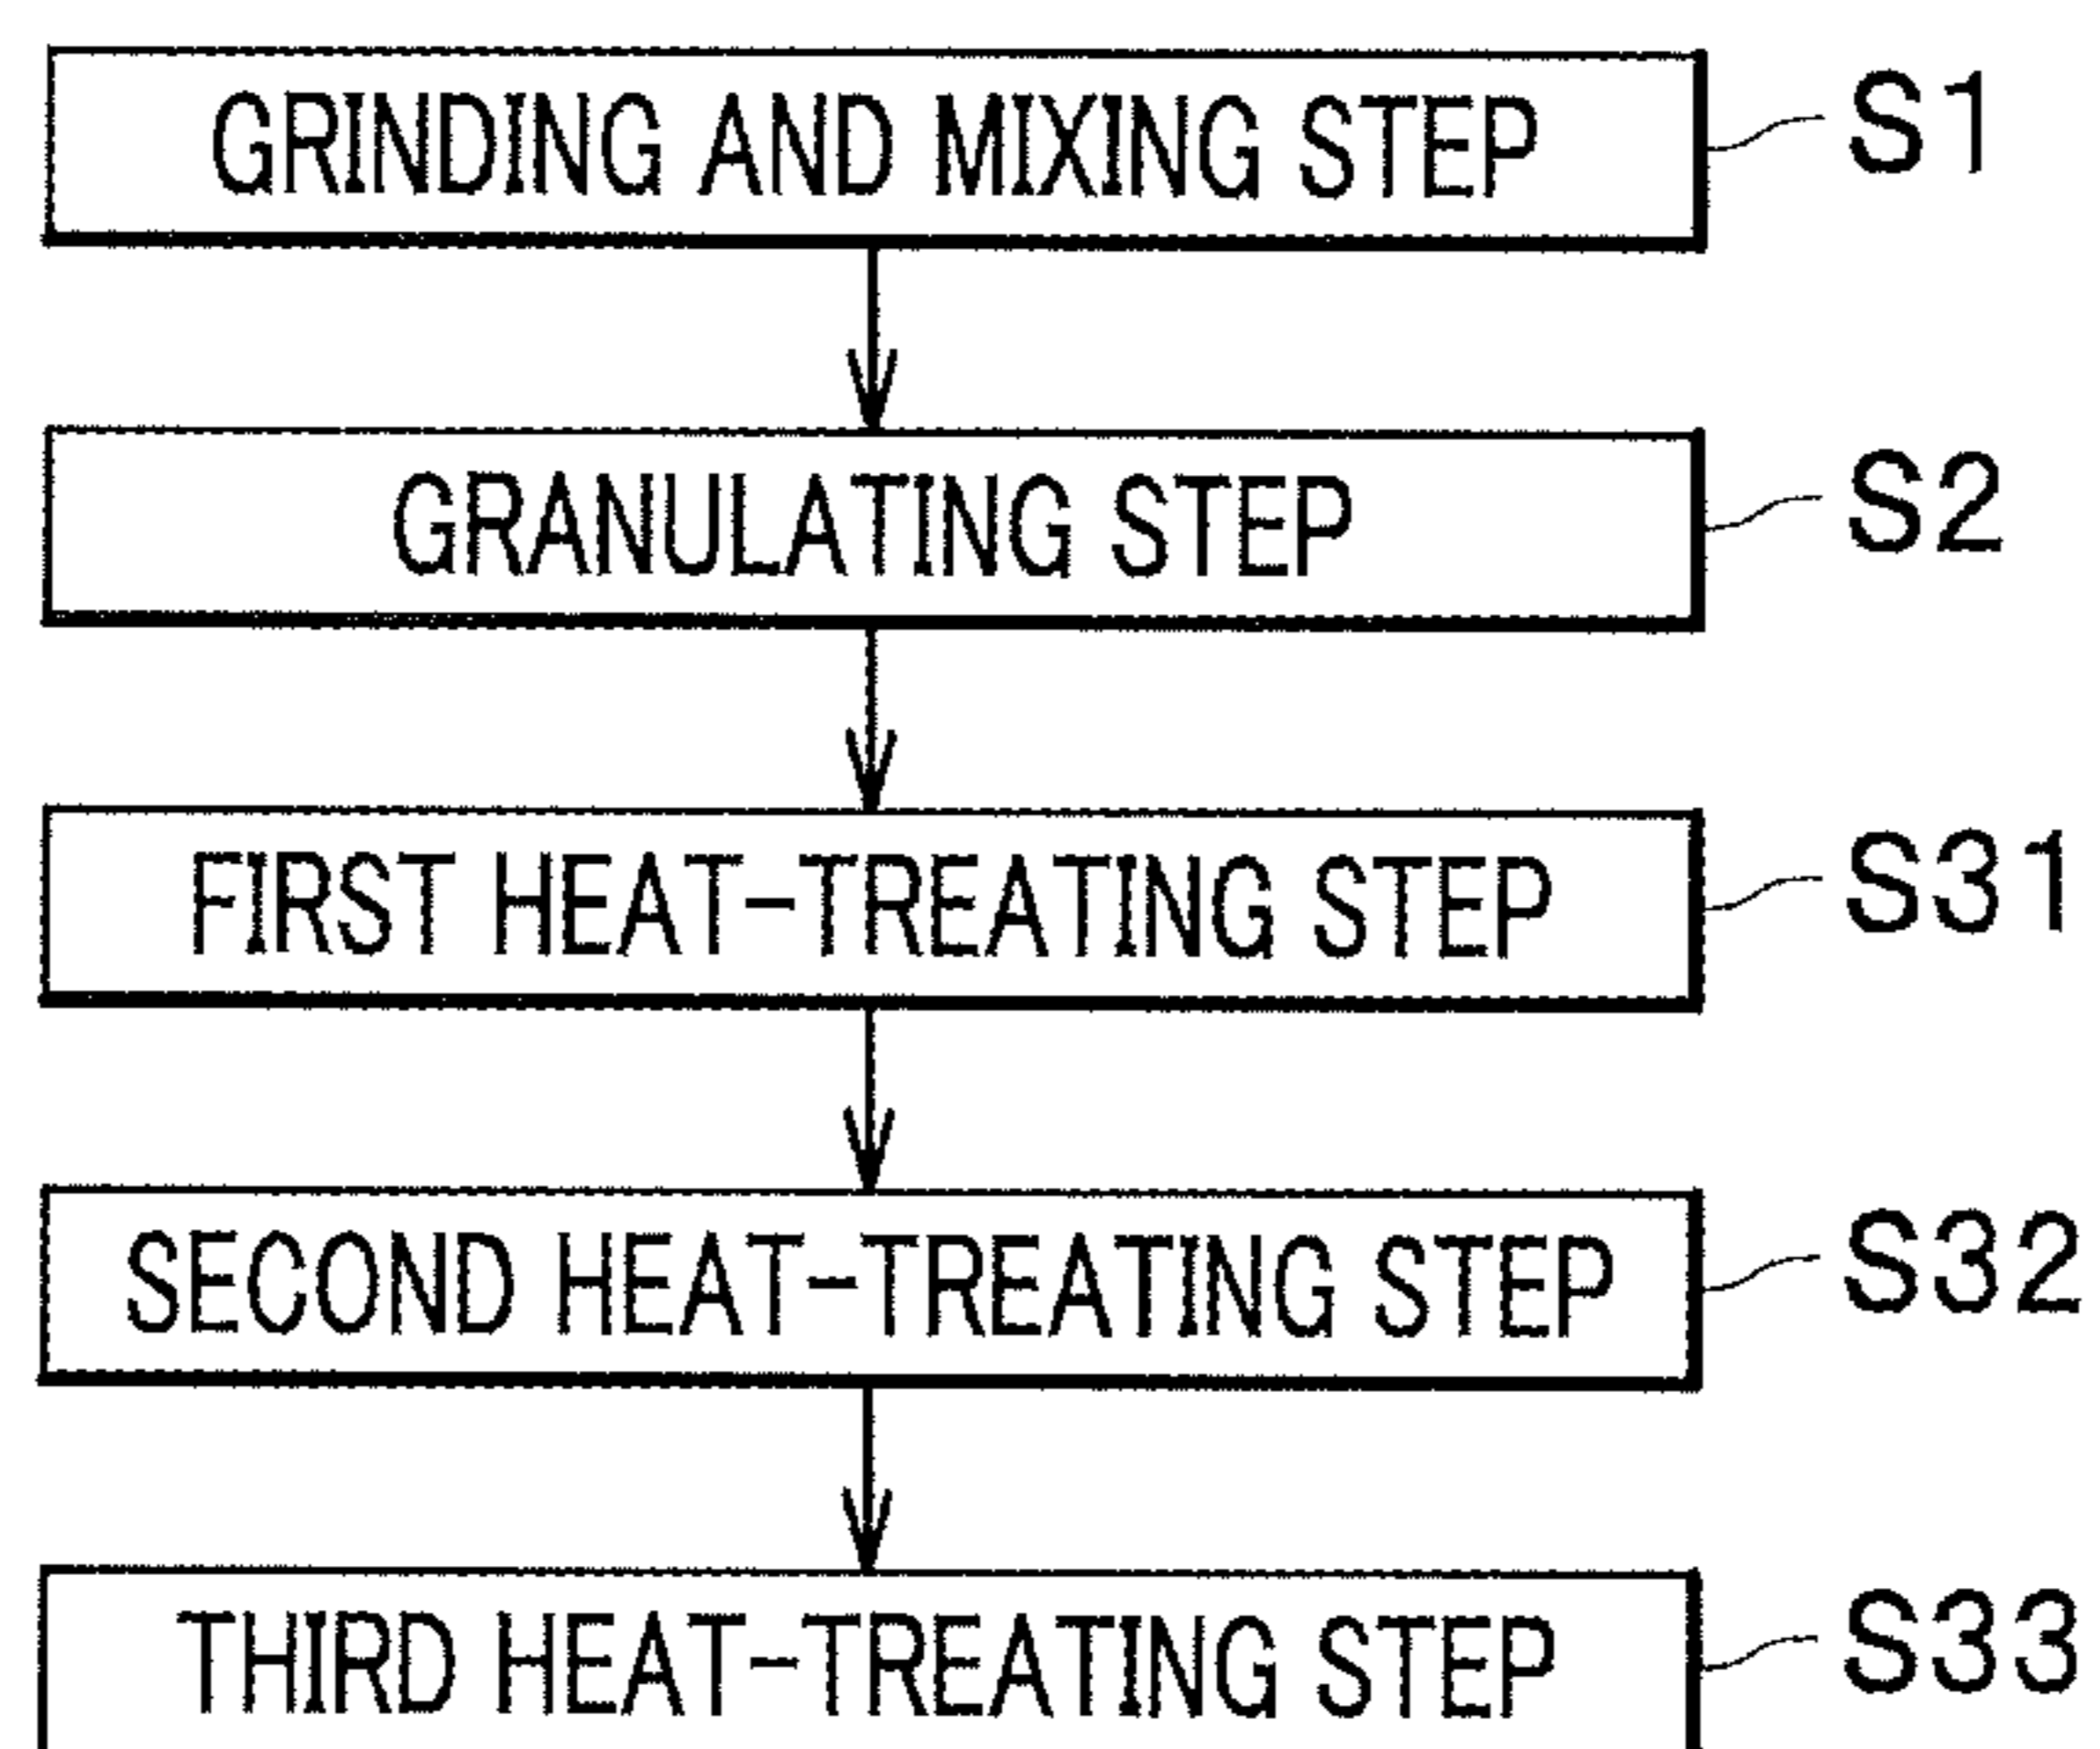 GRINDING AND MIXING STEP S1
GRANULATING STEP S2
FIRST HEAT-TREATING STEP S31
SECOND HEAT-TREATING STEP S32
THIRD HEAT-TREATING STEP S33